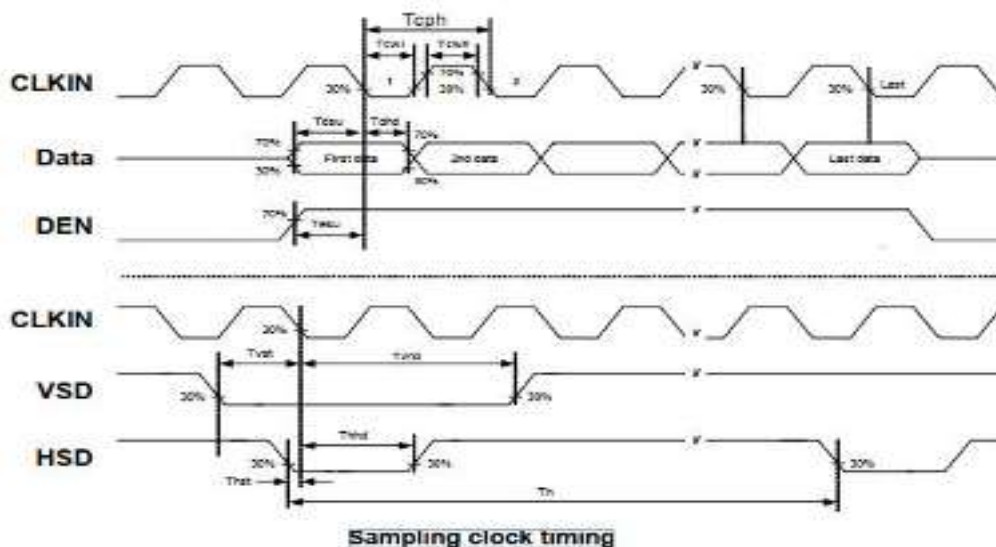 Tcph
Tcwl
Tcwh
CLKIN
30%
1
70%
30%
2
30%
30%
Last
Tdsu
Tdhd
Data
70%
30%
First data
70%
30%
2nd data
Last data
DEN
70%
Tesu
CLKIN
30%
Tvst
Tvhd
VSD
30%
30%
Thhd
HSD
30%
30%
30%
Thst
Th
Sampling clock timing